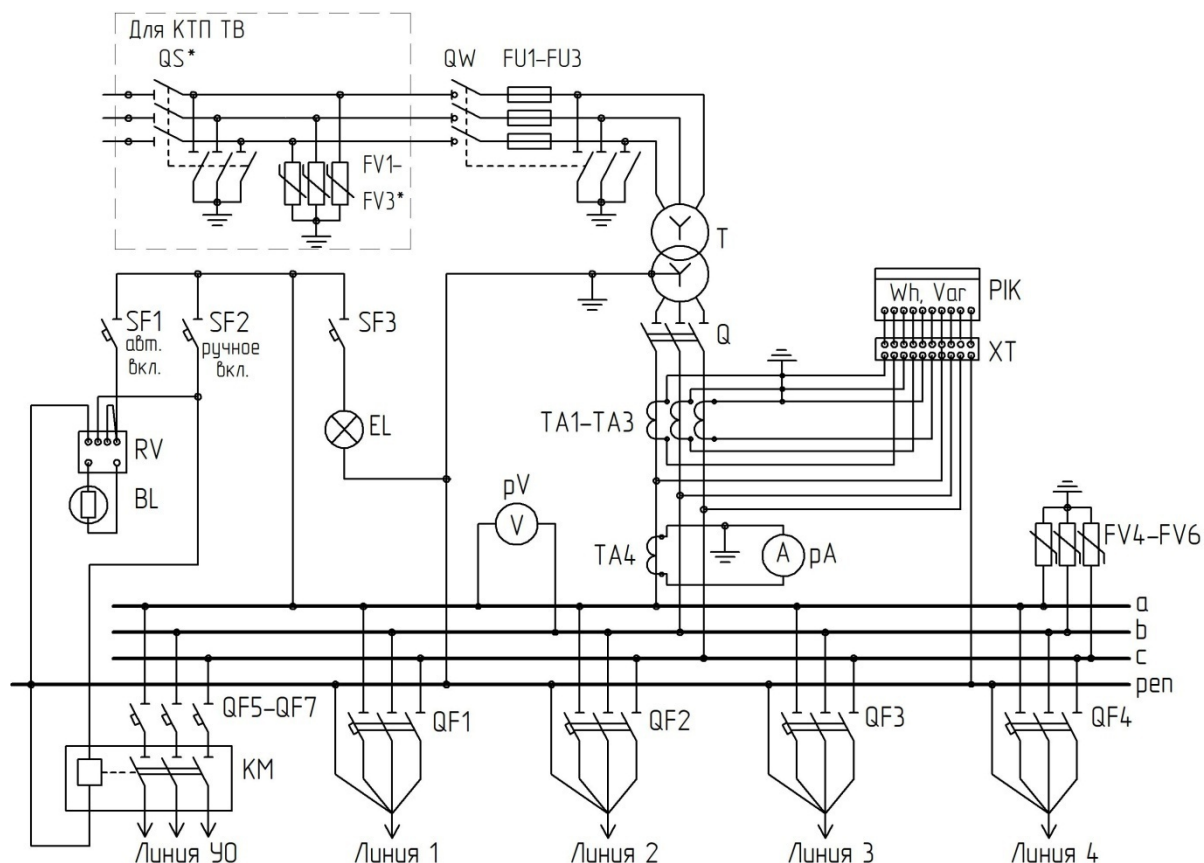 Для КТП ТВ
QS*
QW
FU1-FU3
FV1-
FV3*
T
SF1
авт.
вкл.
SF2
ручное
вкл.
SF3
Q
Wh, Var
PIK
XT
EL
TA1-TA3
RV
BL
pV
V
TA4
A
pA
FV4-FV6
a
b
c
pen
QF5-QF7
QF1
QF2
QF3
QF4
KM
Линия УО
Линия 1
Линия 2
Линия 3
Линия 4